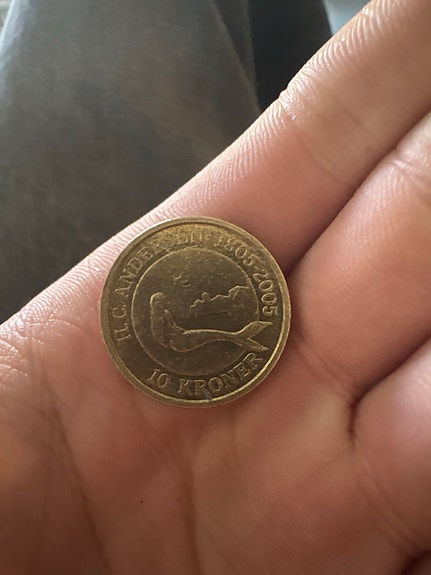 H. C. ANDERSEN · 1805-2005
10 KRONER